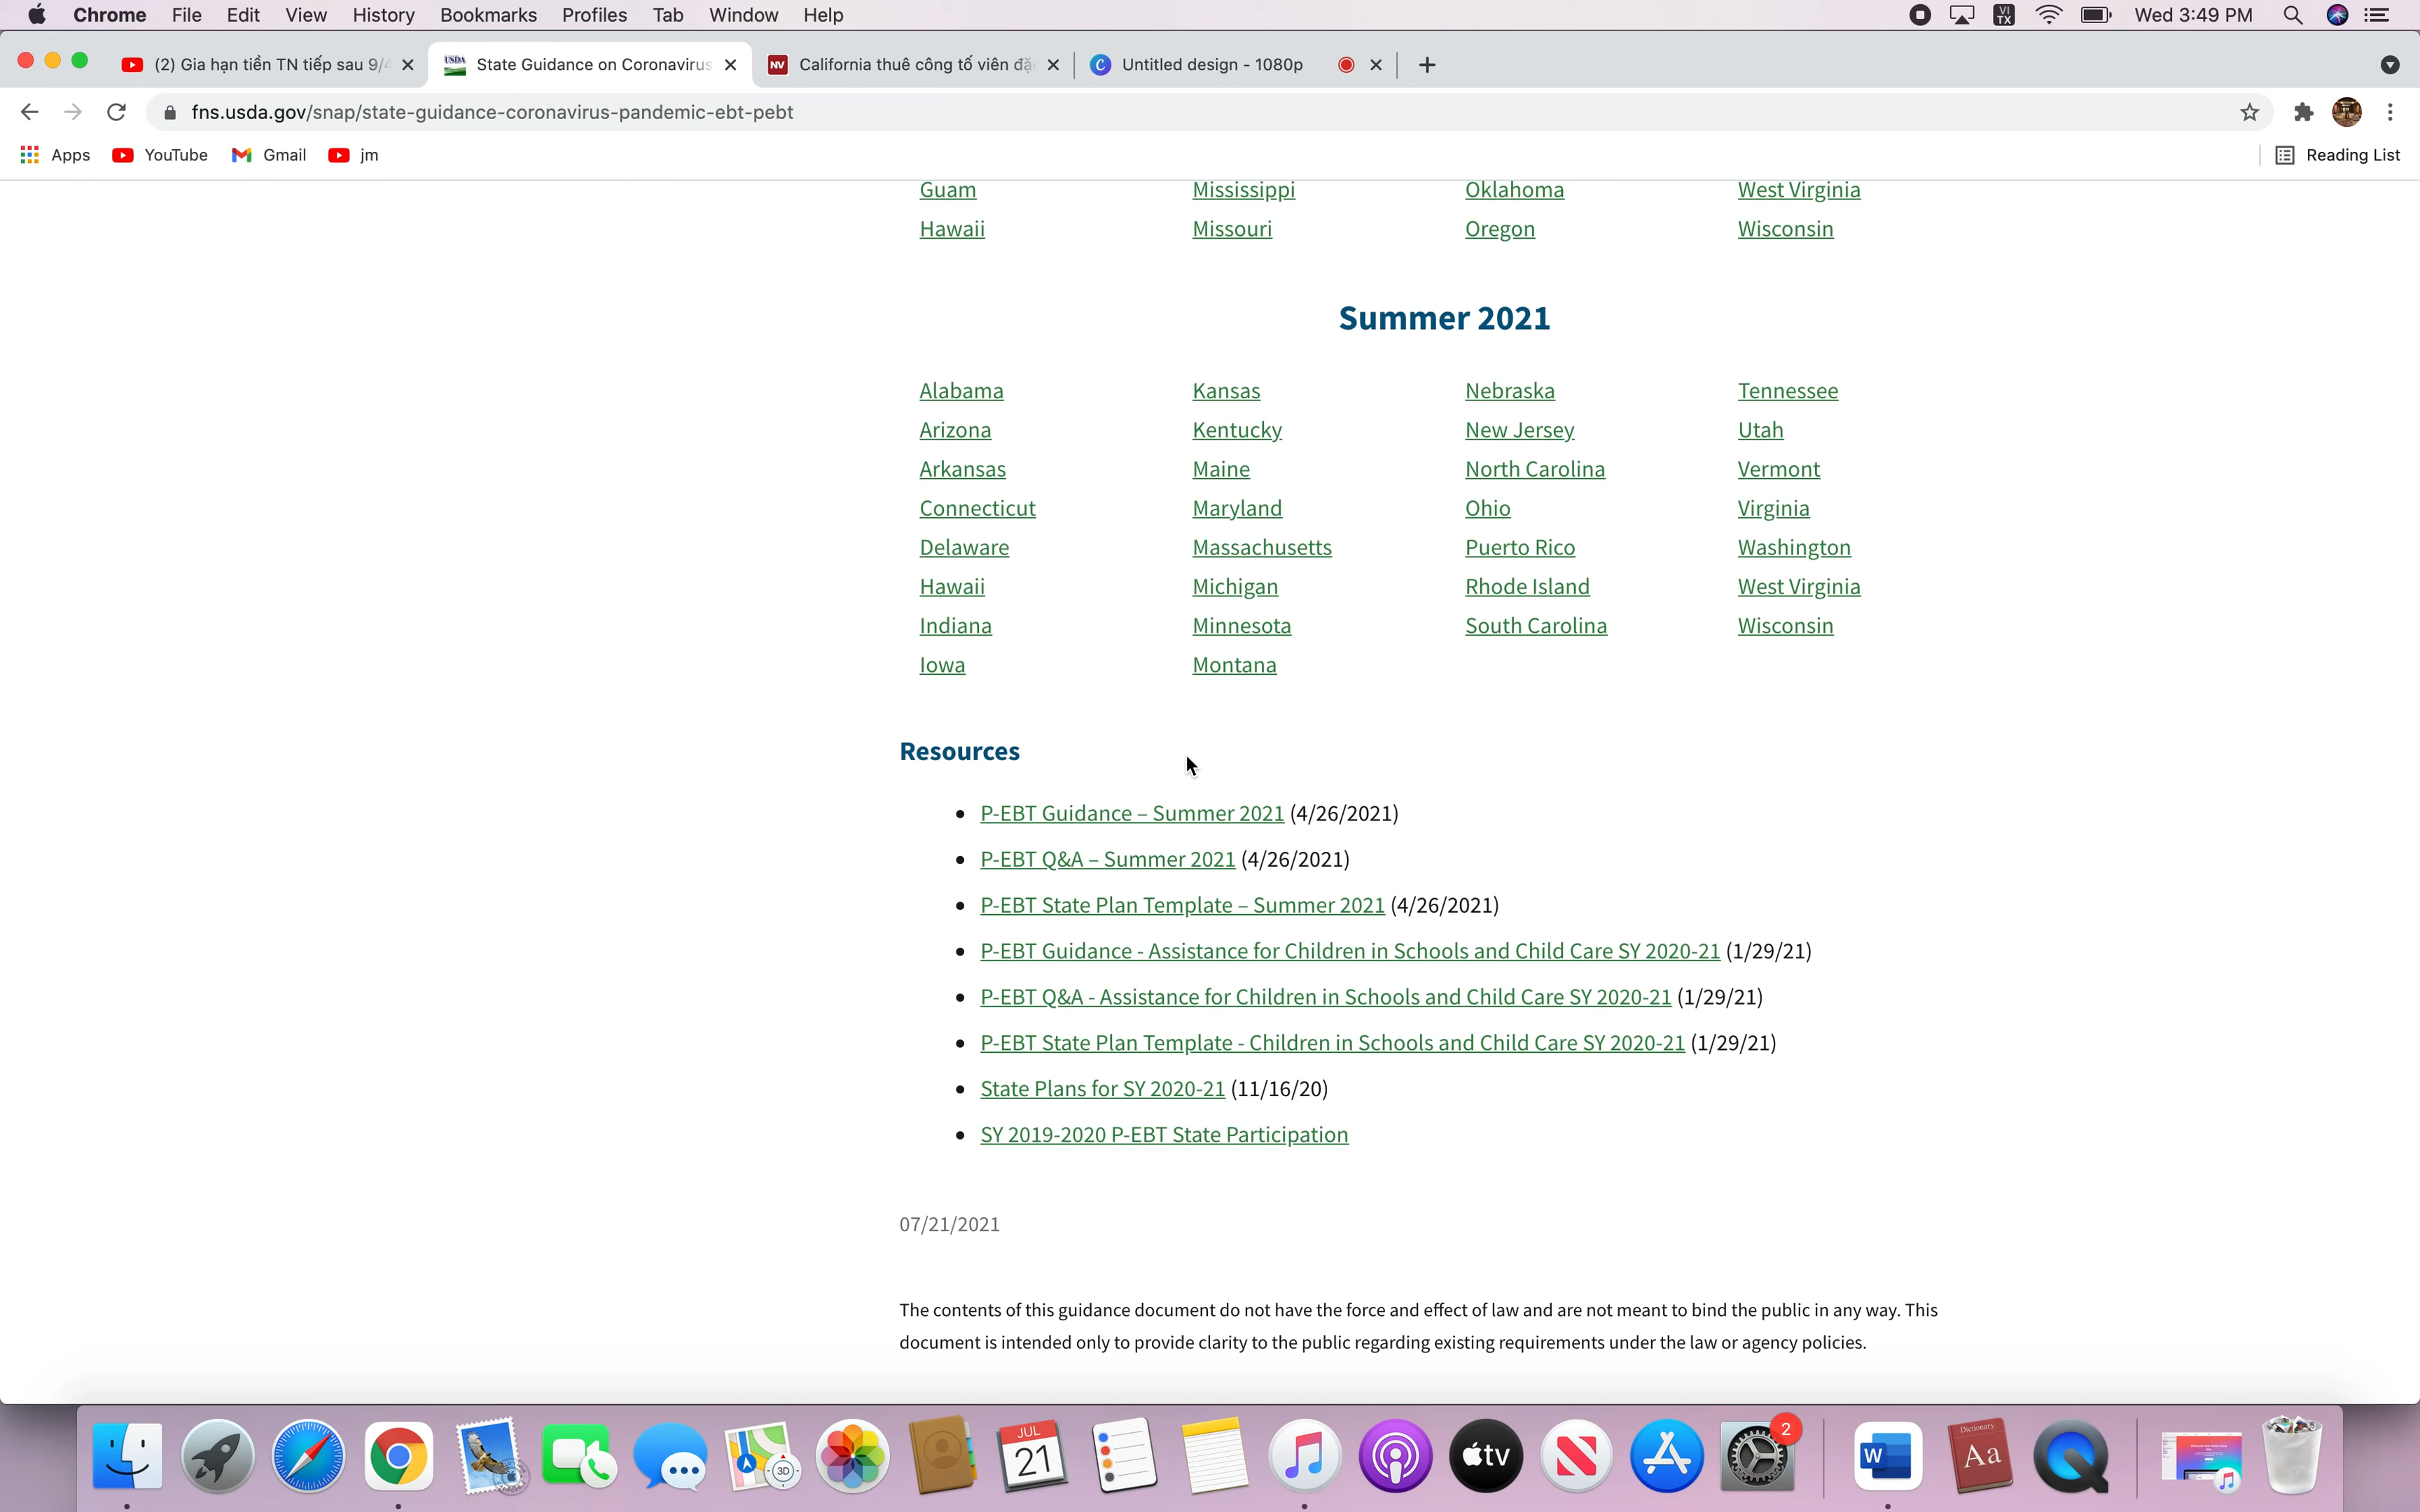 Chrome File Edit View History Bookmarks Profiles Tab Window Help VI TX Wed 3:49 PM
(2) Gia hạn tiền TN tiếp sau 9/4 USDA State Guidance on Coronavirus NV California thuê công tố viên đặ C Untitled design - 1080p
fns.usda.gov/snap/state-guidance-coronavirus-pandemic-ebt-pebt
Apps YouTube Gmail jm Reading List
Guam Mississippi Oklahoma West Virginia
Hawaii Missouri Oregon Wisconsin
Summer 2021
Alabama Kansas Nebraska Tennessee
Arizona Kentucky New Jersey Utah
Arkansas Maine North Carolina Vermont
Connecticut Maryland Ohio Virginia
Delaware Massachusetts Puerto Rico Washington
Hawaii Michigan Rhode Island West Virginia
Indiana Minnesota South Carolina Wisconsin
Iowa Montana
Resources
P-EBT Guidance – Summer 2021 (4/26/2021)
P-EBT Q&A – Summer 2021 (4/26/2021)
P-EBT State Plan Template – Summer 2021 (4/26/2021)
P-EBT Guidance - Assistance for Children in Schools and Child Care SY 2020-21 (1/29/21)
P-EBT Q&A - Assistance for Children in Schools and Child Care SY 2020-21 (1/29/21)
P-EBT State Plan Template - Children in Schools and Child Care SY 2020-21 (1/29/21)
State Plans for SY 2020-21 (11/16/20)
SY 2019-2020 P-EBT State Participation
07/21/2021
The contents of this guidance document do not have the force and effect of law and are not meant to bind the public in any way. This
document is intended only to provide clarity to the public regarding existing requirements under the law or agency policies.
3D JUL 21 tv 2 W Dictionary Aa